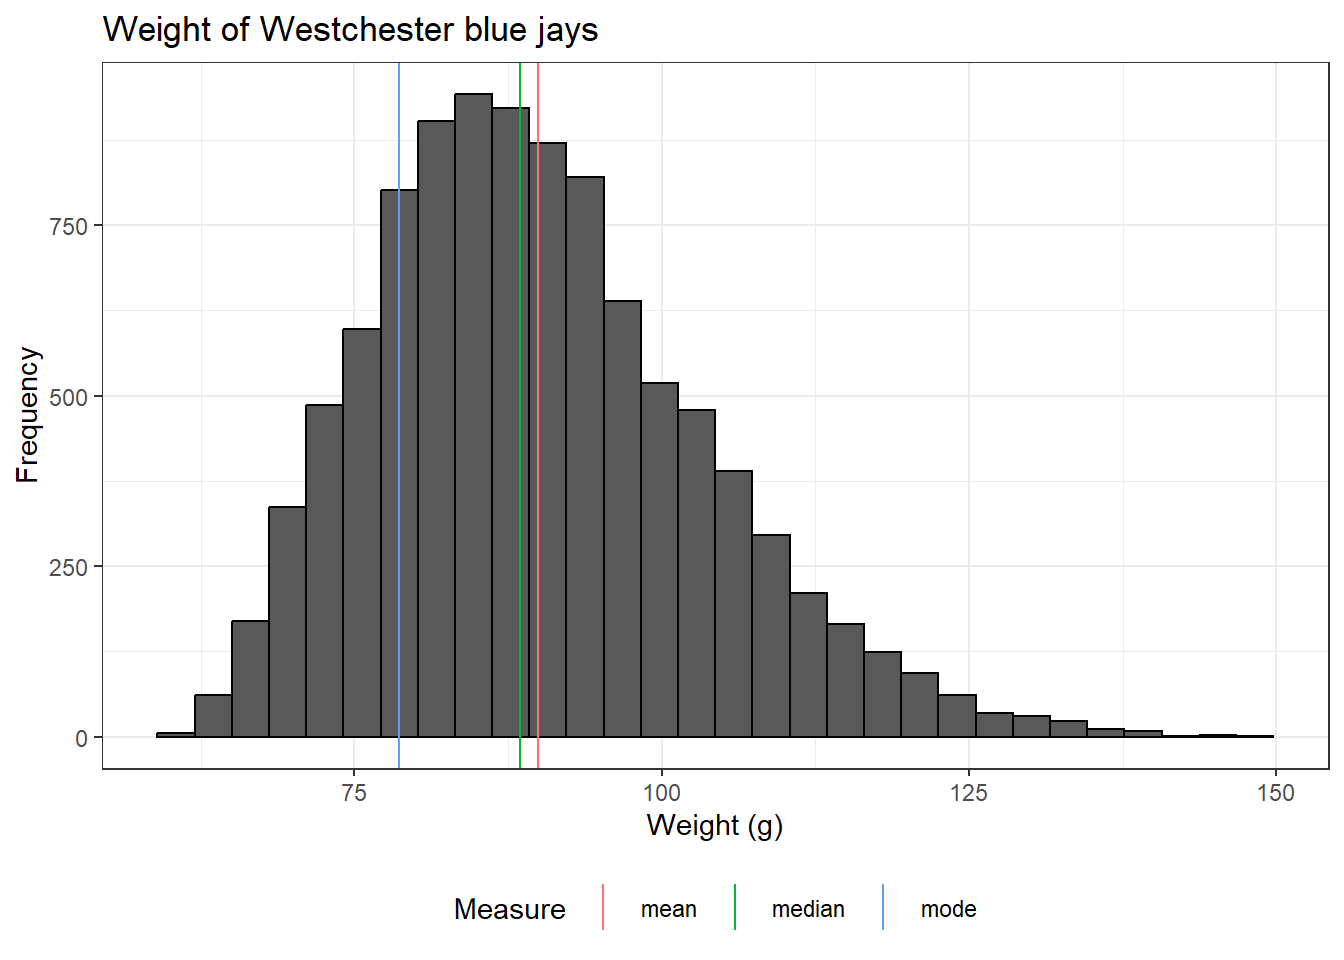 Weight of Westchester blue jays
750
500
250
0
Frequency
75 100 125 150
Weight (g)
Measure mean median mode